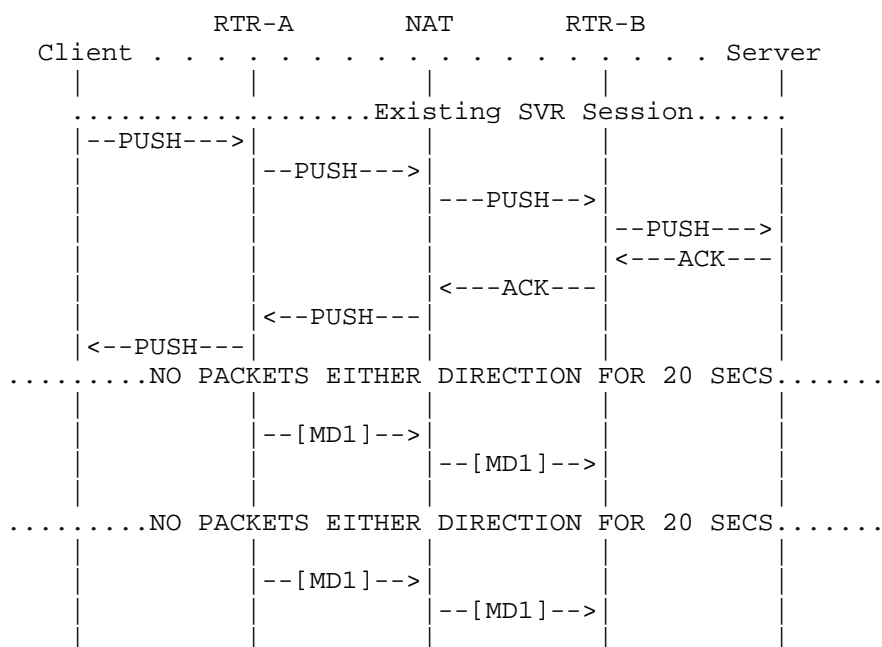 RTR-A         NAT         RTR-B
  Client . . . . . . . . . . . . . . . . . . Server
    |           |           |           |           |
    ...................Existing SVR Session......
    |--PUSH--->|           |           |           |
    |           |--PUSH--->|           |           |
    |           |           |---PUSH-->|           |
    |           |           |           |--PUSH--->|
    |           |           |           |<---ACK---|
    |           |           |<---ACK---|           |
    |           |<--PUSH---|           |           |
    |<--PUSH---|           |           |           |
.........NO PACKETS EITHER DIRECTION FOR 20 SECS.......
    |           |           |           |           |
    |           |--[MD1]-->|           |           |
    |           |           |--[MD1]-->|           |
    |           |           |           |           |
.........NO PACKETS EITHER DIRECTION FOR 20 SECS.......
    |           |           |           |           |
    |           |--[MD1]-->|           |           |
    |           |           |--[MD1]-->|           |
    |           |           |           |           |